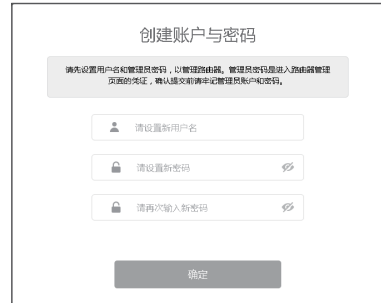 创建账户与密码
请先设置用户名和管理员密码，以管理路由器。管理员密码是进入路由器管理
页面的凭证，确认提交前请牢记管理员账户和密码。
请设置新用户名
请设置新密码
请再次输入新密码
确定